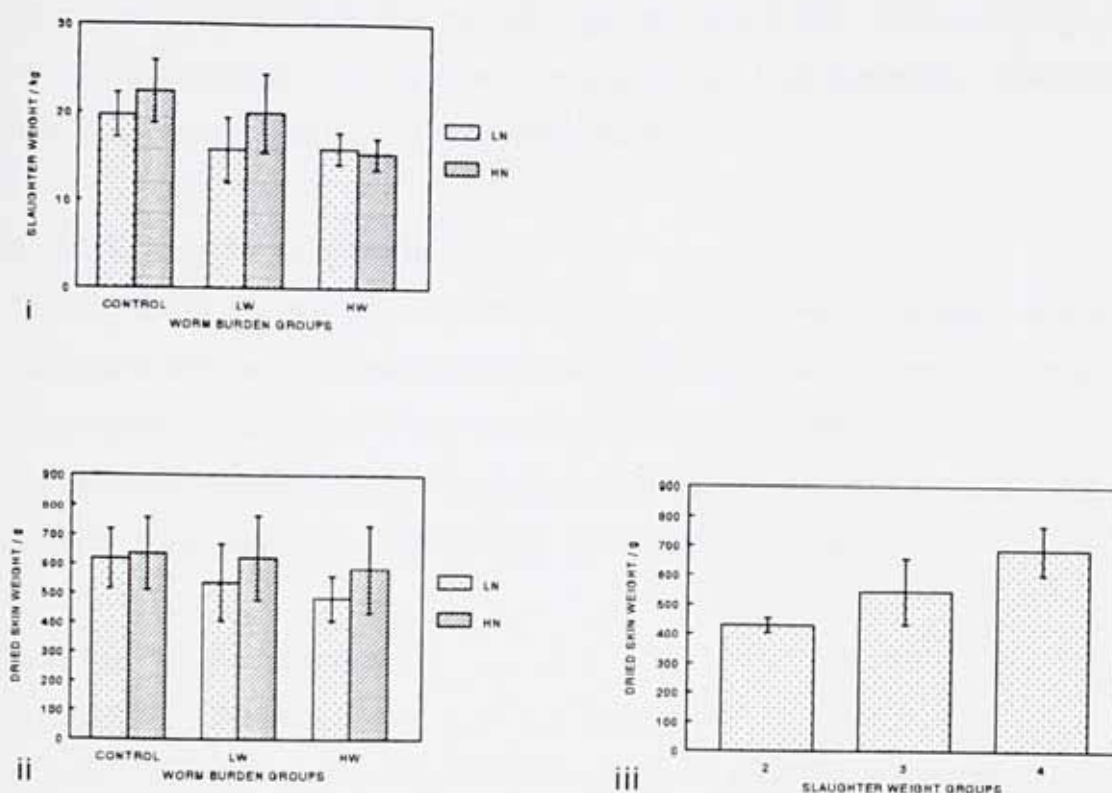 30
20
10
0
SLAUGHTER WEIGHT / kg
CONTROL LW HW
WORM BURDEN GROUPS
LN
HN
i
900
800
700
600
500
400
300
200
100
0
DRIED SKIN WEIGHT / g
CONTROL LW HW
WORM BURDEN GROUPS
LN
HN
ii
900
800
700
600
500
400
300
200
100
0
DRIED SKIN WEIGHT / g
2 3 4
SLAUGHTER WEIGHT GROUPS
iii